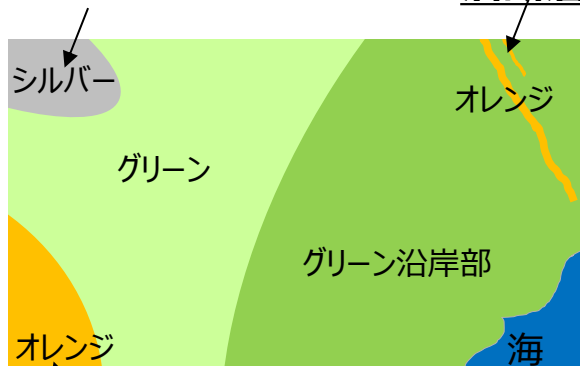 シルバー
オレンジ
グリーン
グリーン沿岸部
オレンジ
海